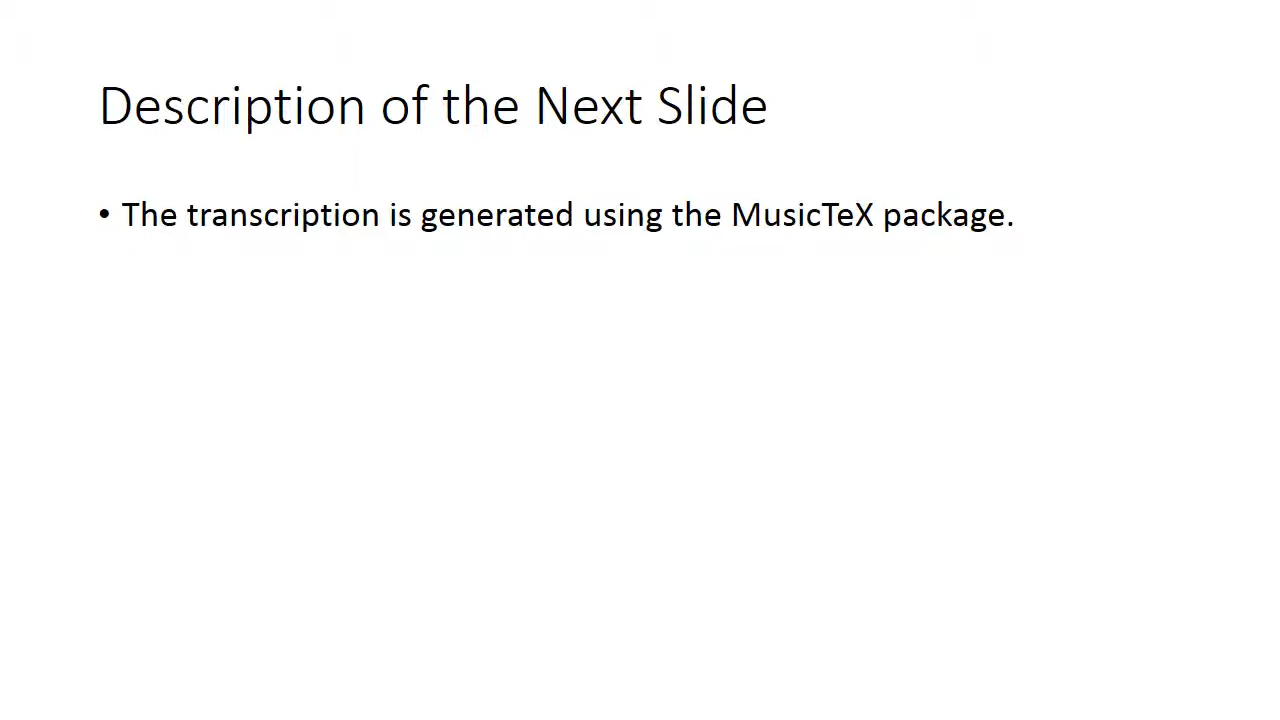 Description of the Next Slide
• The transcription is generated using the MusicTeX package.